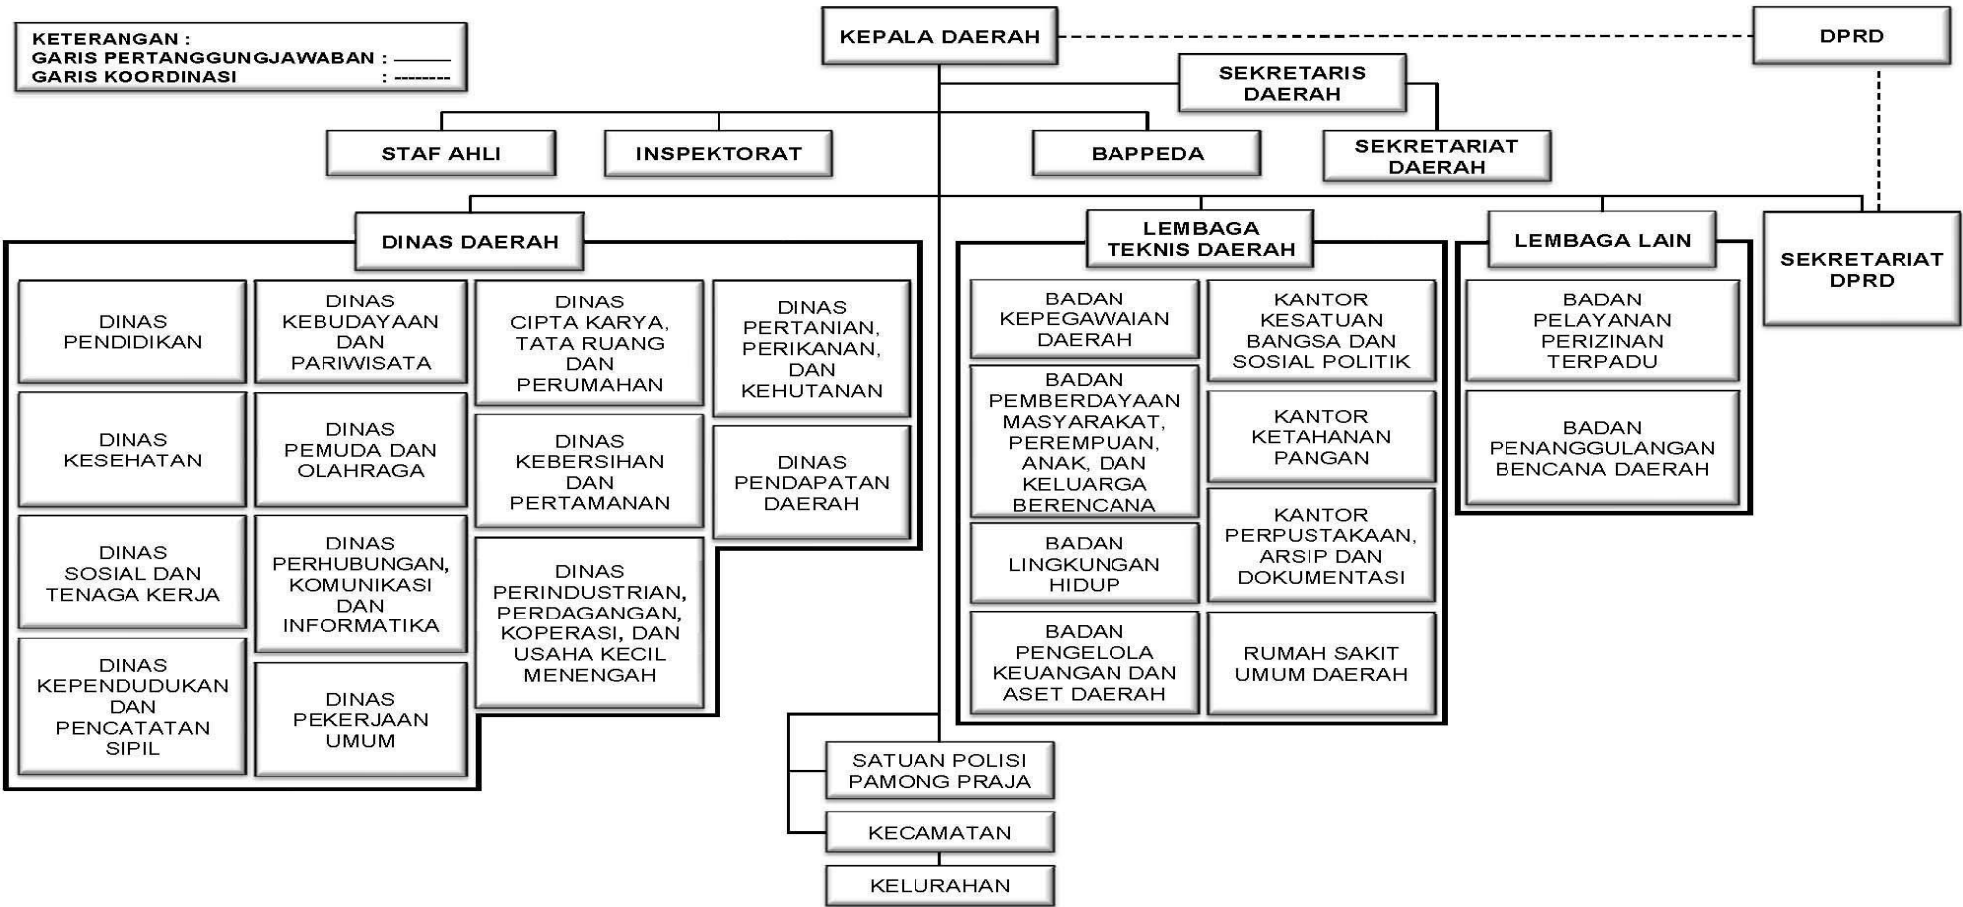 KETERANGAN :
GARIS PERTANGGUNGJAWABAN :
GARIS KOORDINASI :
KEPALA DAERAH
DPRD
SEKRETARIS
DAERAH
STAF AHLI
INSPEKTORAT
BAPPEDA
SEKRETARIAT
DAERAH
DINAS DAERAH
LEMBAGA
TEKNIS DAERAH
LEMBAGA LAIN
SEKRETARIAT
DPRD
DINAS
PENDIDIKAN
DINAS
KESEHATAN
DINAS
SOSIAL DAN
TENAGA KERJA
DINAS
KEPENDUDUKAN
DAN
PENCATATAN
SIPIL
DINAS
KEBUDAYAAN
DAN
PARIWISATA
DINAS
PEMUDA DAN
OLAHRAGA
DINAS
PERHUBUNGAN,
KOMUNIKASI
DAN
INFORMATIKA
DINAS
PEKERJAAN
UMUM
DINAS
CIPTA KARYA,
TATA RUANG
DAN
PERUMAHAN
DINAS
KEBERSIHAN
DAN
PERTAMANAN
DINAS
PERINDUSTRIAN,
PERDAGANGAN,
KOPERASI, DAN
USAHA KECIL
MENENGAH
DINAS
PERTANIAN,
PERIKANAN,
DAN
KEHUTANAN
DINAS
PENDAPATAN
DAERAH
BADAN
KEPEGAWAIAN
DAERAH
BADAN
PEMBERDAYAAN
MASYARAKAT,
PEREMPUAN,
ANAK, DAN
KELUARGA
BERENCANA
BADAN
LINGKUNGAN
HIDUP
BADAN
PENGELOLA
KEUANGAN DAN
ASET DAERAH
KANTOR
KESATUAN
BANGSA DAN
SOSIAL POLITIK
KANTOR
KETAHANAN
PANGAN
KANTOR
PERPUSTAKAAN,
ARSIP DAN
DOKUMENTASI
RUMAH SAKIT
UMUM DAERAH
BADAN
PELAYANAN
PERIZINAN
TERPADU
BADAN
PENANGGULANGAN
BENCANA DAERAH
SATUAN POLISI
PAMONG PRAJA
KECAMATAN
KELURAHAN